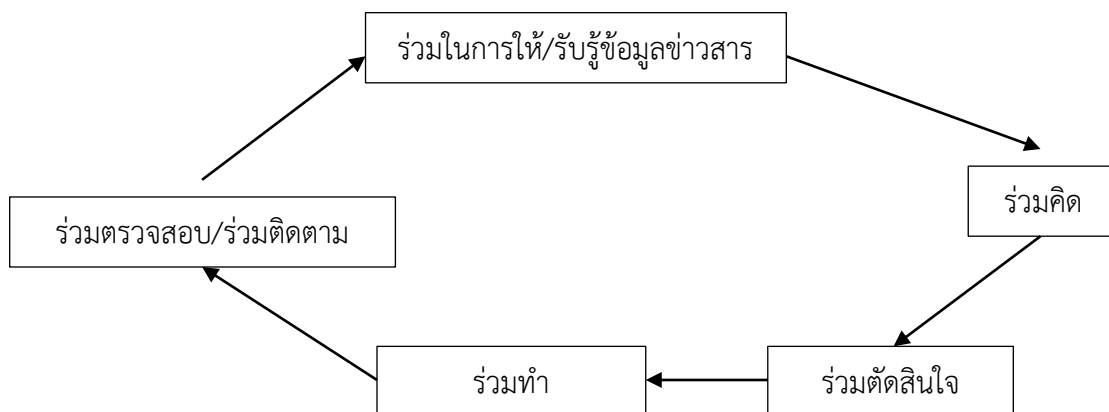 ร่วมในการให้/รับรู้ข้อมูลข่าวสาร
ร่วมคิด
ร่วมตัดสินใจ
ร่วมทำ
ร่วมตรวจสอบ/ร่วมติดตาม